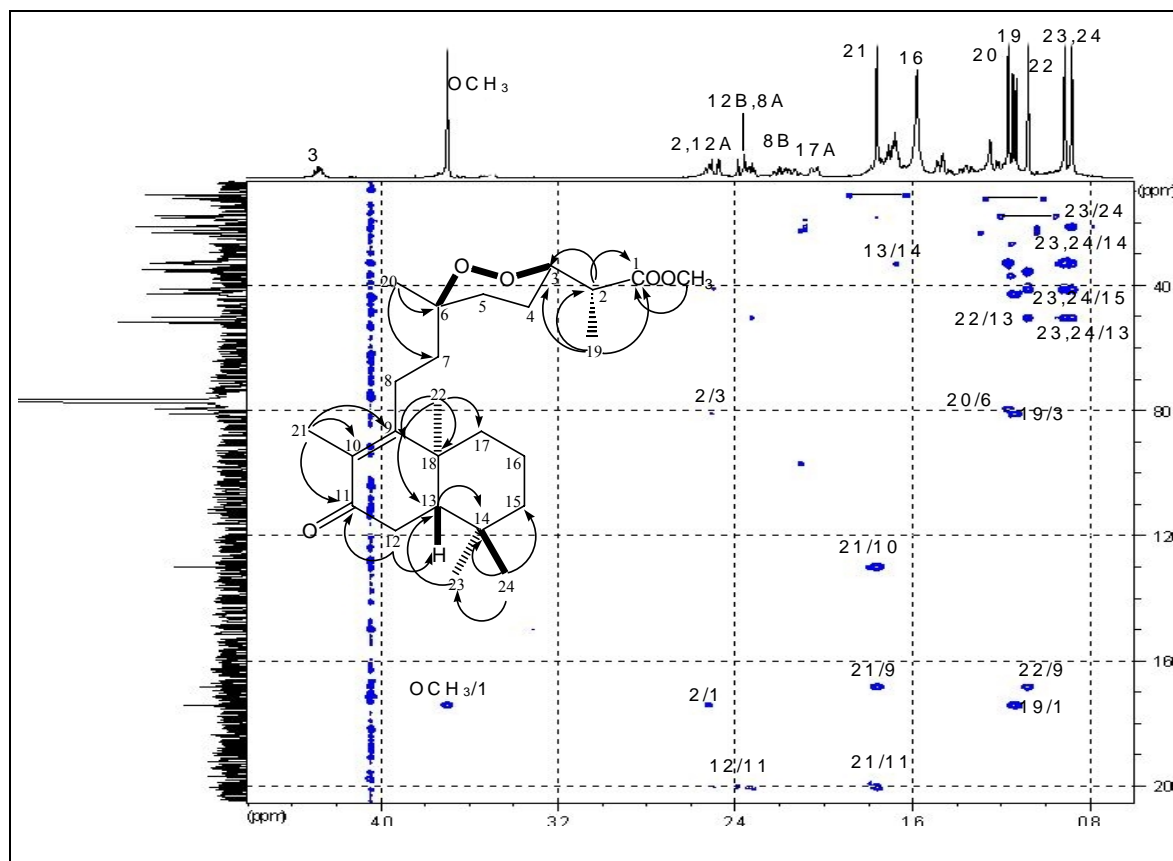 19 23,24
21 16 20 22
OCH₃
12B,8A
3 2,12A 8B 17A
(ppm)
23/24
13/14 23,24/14
O O 1 COOCH₃
20 3 2
40
6 5 4 23,24/15
19 22/13 23,24/13
7
8 22 2/3 20/6 19/3 80
21 10 9 17
18 16
11 13 15
O 12 14 120
H 21/10
23 24
160
21/9 22/9
OCH₃/1 2/1 19/1
12/11 21/11
200
(ppm) 4.0 3.2 2.4 1.6 0.8